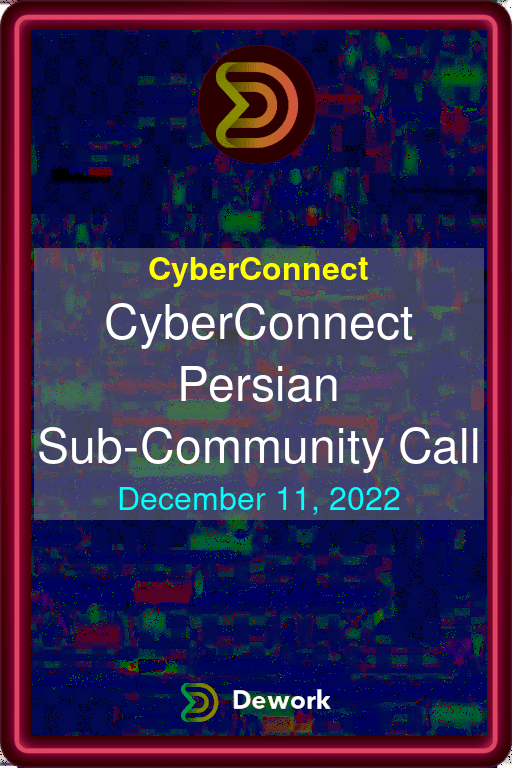 CyberConnect
CyberConnect
Persian
Sub-Community Call
December 11, 2022
Dework